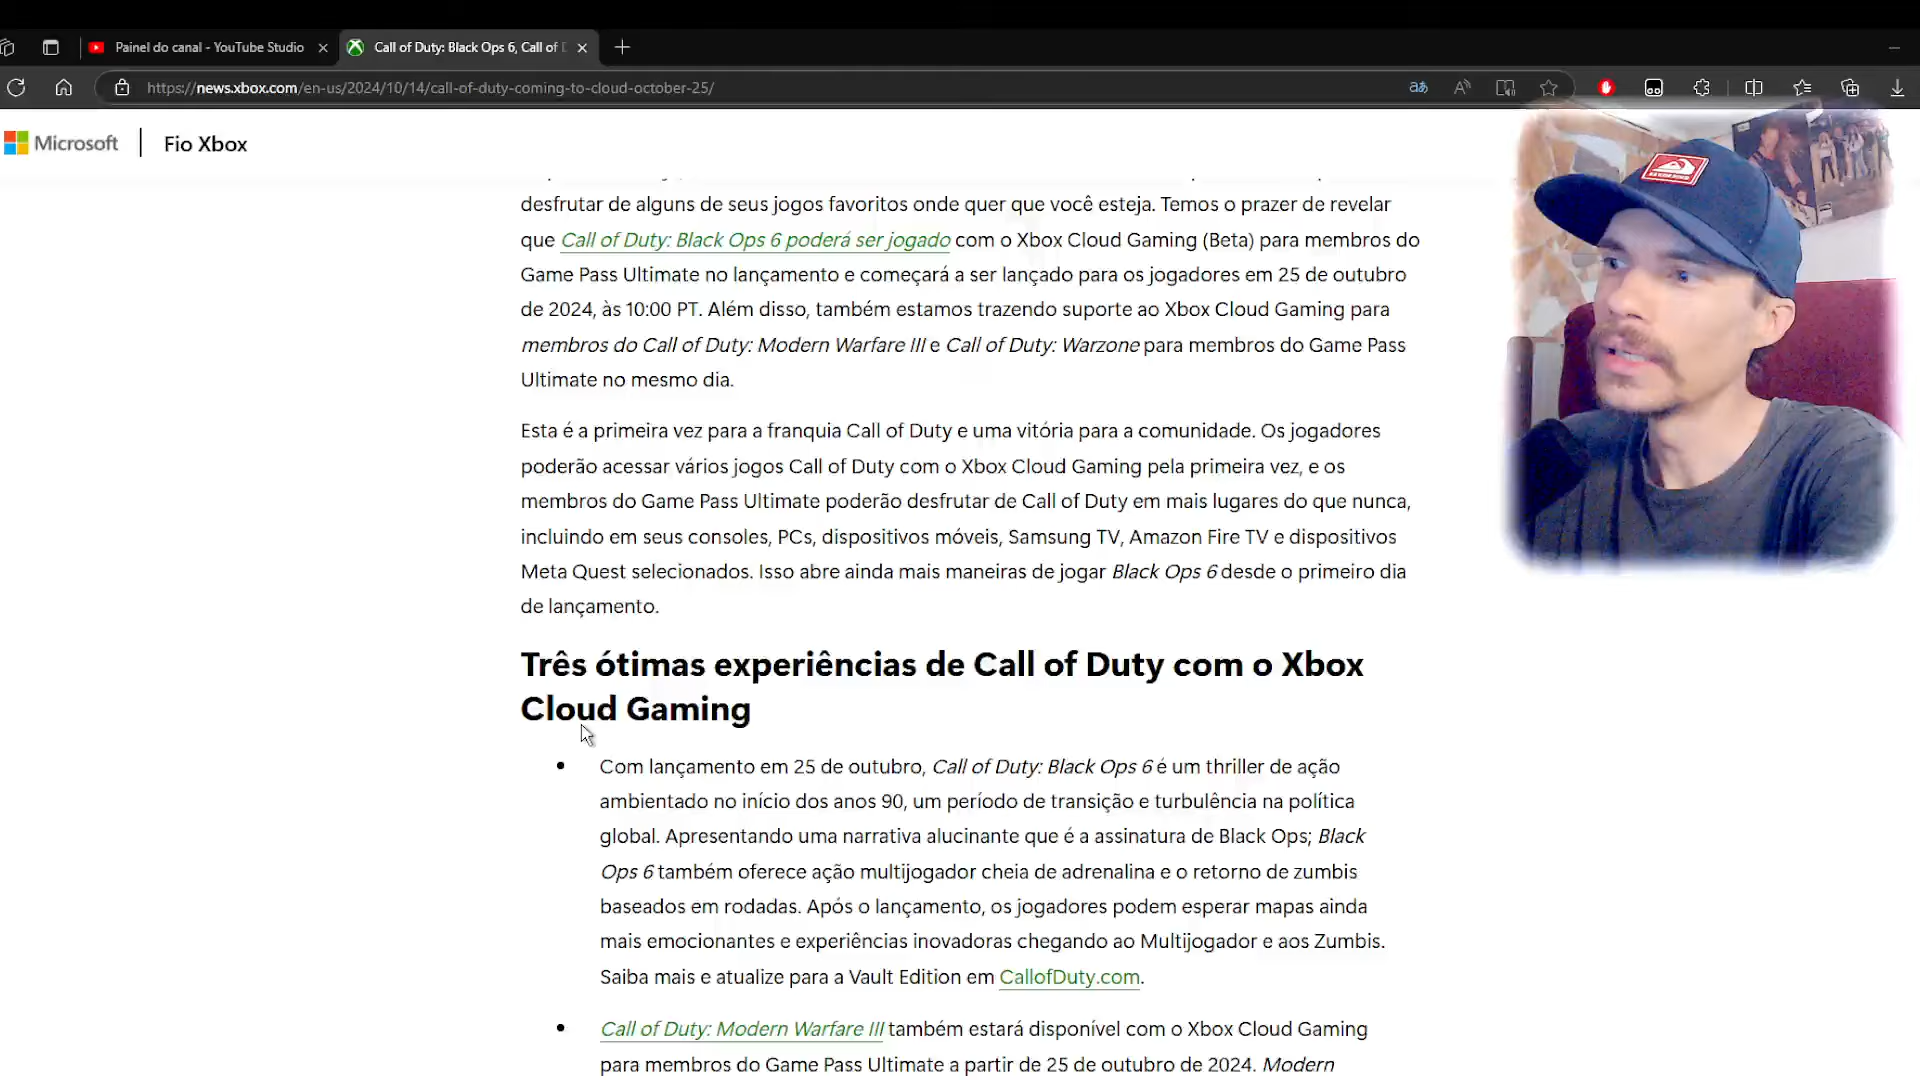 Painel do canal - YouTube Studio
Call of Duty: Black Ops 6, Call of
https://news.xbox.com/en-us/2024/10/14/call-of-duty-coming-to-cloud-october-25/
Microsoft
Fio Xbox
desfrutar de alguns de seus jogos favoritos onde quer que você esteja. Temos o prazer de revelar
que Call of Duty: Black Ops 6 poderá ser jogado com o Xbox Cloud Gaming (Beta) para membros do
Game Pass Ultimate no lançamento e começará a ser lançado para os jogadores em 25 de outubro
de 2024, às 10:00 PT. Além disso, também estamos trazendo suporte ao Xbox Cloud Gaming para
membros do Call of Duty: Modern Warfare III e Call of Duty: Warzone para membros do Game Pass
Ultimate no mesmo dia.
Esta é a primeira vez para a franquia Call of Duty e uma vitória para a comunidade. Os jogadores
poderão acessar vários jogos Call of Duty com o Xbox Cloud Gaming pela primeira vez, e os
membros do Game Pass Ultimate poderão desfrutar de Call of Duty em mais lugares do que nunca,
incluindo em seus consoles, PCs, dispositivos móveis, Samsung TV, Amazon Fire TV e dispositivos
Meta Quest selecionados. Isso abre ainda mais maneiras de jogar Black Ops 6 desde o primeiro dia
de lançamento.
Três ótimas experiências de Call of Duty com o Xbox
Cloud Gaming
• Com lançamento em 25 de outubro, Call of Duty: Black Ops 6 é um thriller de ação
ambientado no início dos anos 90, um período de transição e turbulência na política
global. Apresentando uma narrativa alucinante que é a assinatura de Black Ops; Black
Ops 6 também oferece ação multijogador cheia de adrenalina e o retorno de zumbis
baseados em rodadas. Após o lançamento, os jogadores podem esperar mapas ainda
mais emocionantes e experiências inovadoras chegando ao Multijogador e aos Zumbis.
Saiba mais e atualize para a Vault Edition em CallofDuty.com.
• Call of Duty: Modern Warfare III também estará disponível com o Xbox Cloud Gaming
para membros do Game Pass Ultimate a partir de 25 de outubro de 2024. Modern